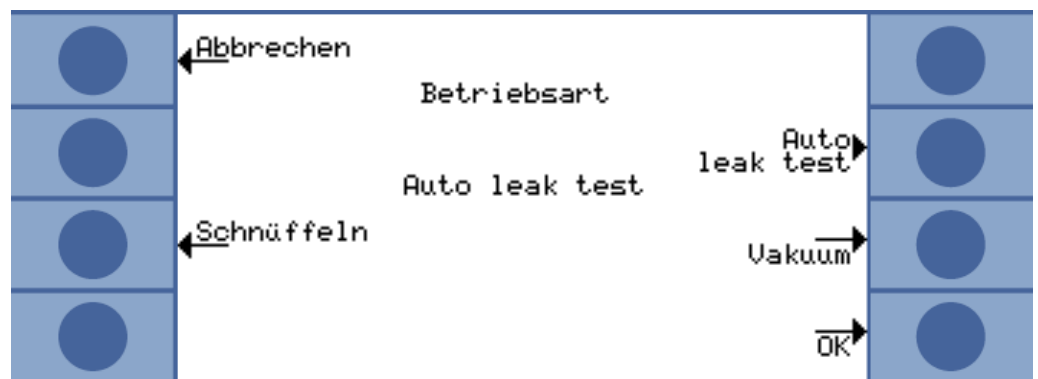 Abbrechen
Betriebsart
Auto
leak test
Auto leak test
Schnüffeln
Vakuum
OK